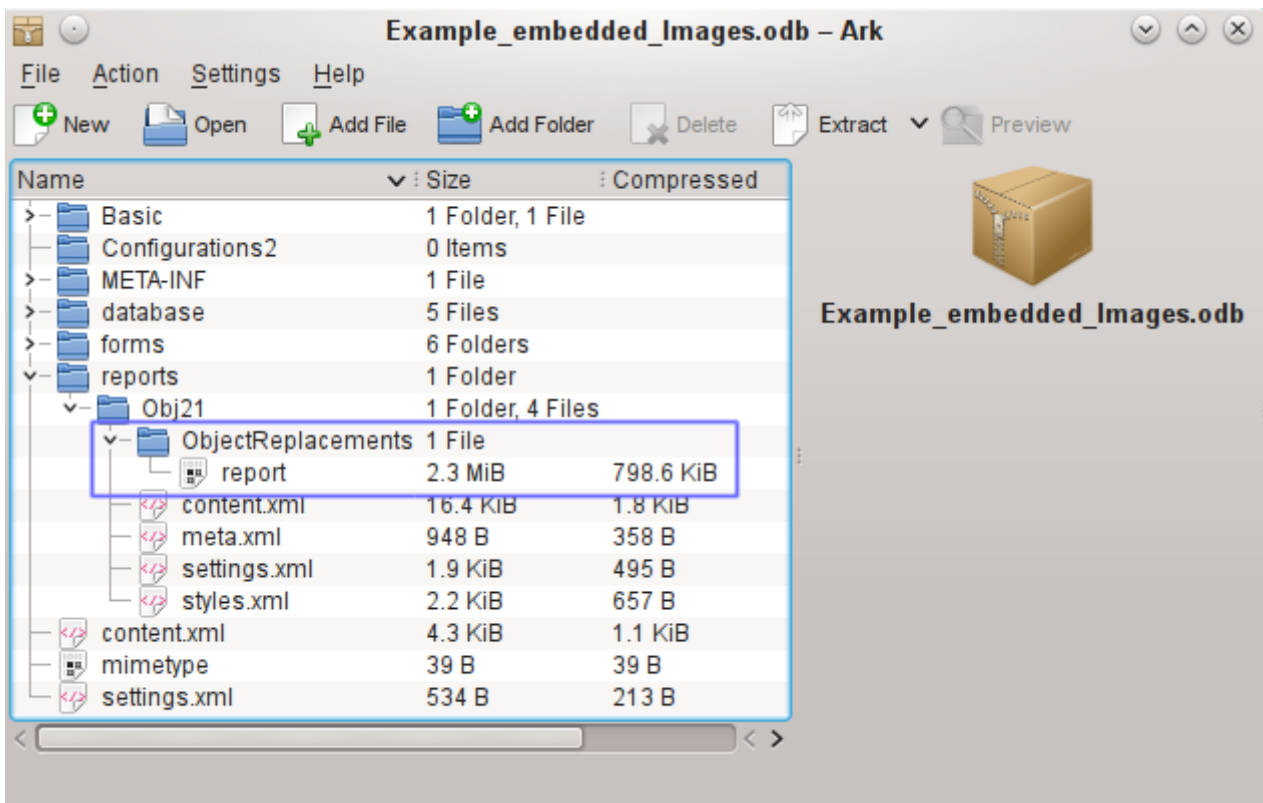 Example_embedded_Images.odb – Ark
File Action Settings Help
New Open Add File Add Folder Delete Extract Preview
Name Size Compressed
Basic 1 Folder, 1 File
Configurations2 0 Items
META-INF 1 File
database 5 Files
forms 6 Folders
reports 1 Folder
Obj21 1 Folder, 4 Files
ObjectReplacements 1 File
report 2.3 MiB 798.6 KiB
content.xml 16.4 KiB 1.8 KiB
meta.xml 948 B 358 B
settings.xml 1.9 KiB 495 B
styles.xml 2.2 KiB 657 B
content.xml 4.3 KiB 1.1 KiB
mimetype 39 B 39 B
settings.xml 534 B 213 B
Example_embedded_Images.odb